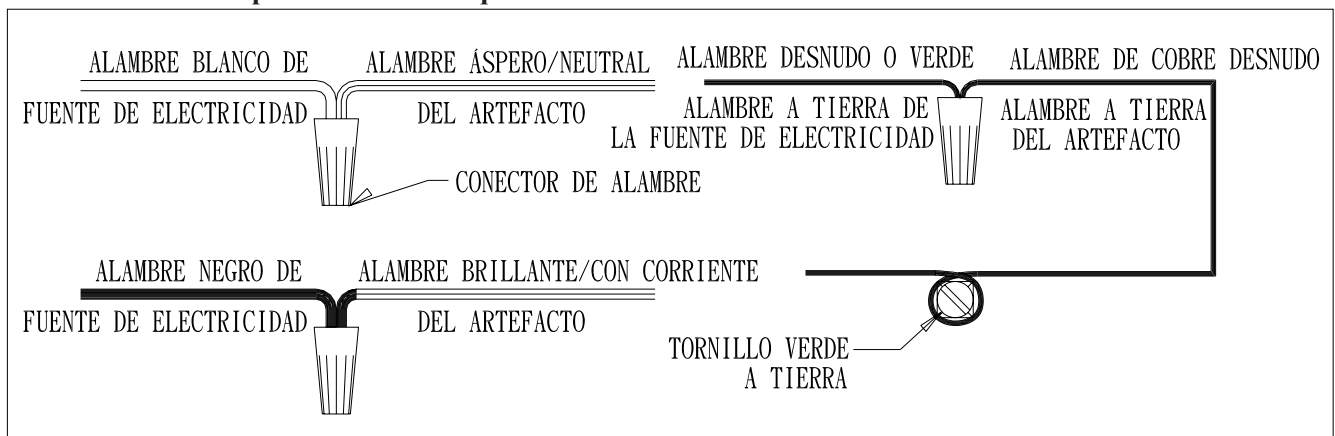 ALAMBRE BLANCO DE
FUENTE DE ELECTRICIDAD
ALAMBRE ÁSPERO/NEUTRAL
DEL ARTEFACTO
CONECTOR DE ALAMBRE
ALAMBRE NEGRO DE
FUENTE DE ELECTRICIDAD
ALAMBRE BRILLANTE/CON CORRIENTE
DEL ARTEFACTO
ALAMBRE DESNUDO O VERDE
ALAMBRE A TIERRA DE
LA FUENTE DE ELECTRICIDAD
ALAMBRE DE COBRE DESNUDO
ALAMBRE A TIERRA
DEL ARTEFACTO
TORNILLO VERDE
A TIERRA